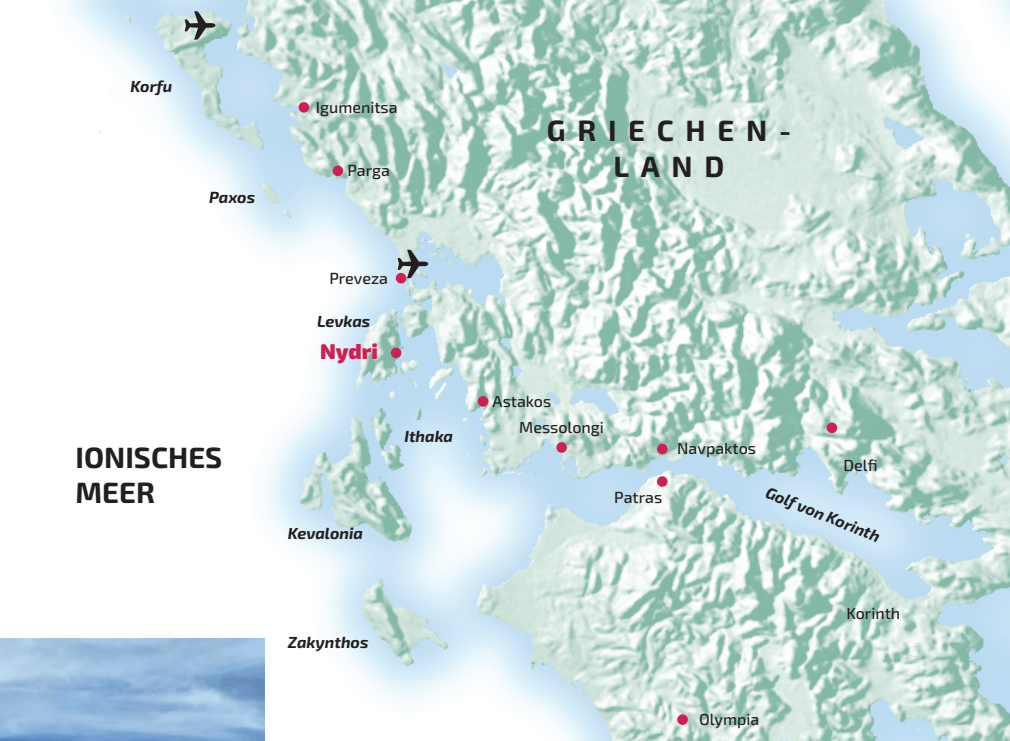 Korfu
Igumenitsa
GRIECHEN-
LAND
Parga
Paxos
Preveza
Levkas
Nydri
Astakos
Messolongi
Ithaka
Navpaktos
Delfi
IONISCHES
MEER
Patras
Golf von Korinth
Kevalonia
Korinth
Zakynthos
Olympia